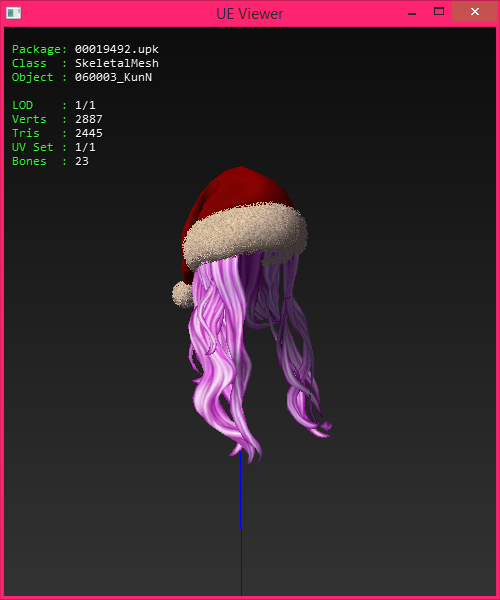 UE Viewer
Package: 00019492.upk
Class : SkeletalMesh
Object : 060003_KunN
LOD : 1/1
Verts : 2887
Tris : 2445
UV Set : 1/1
Bones : 23